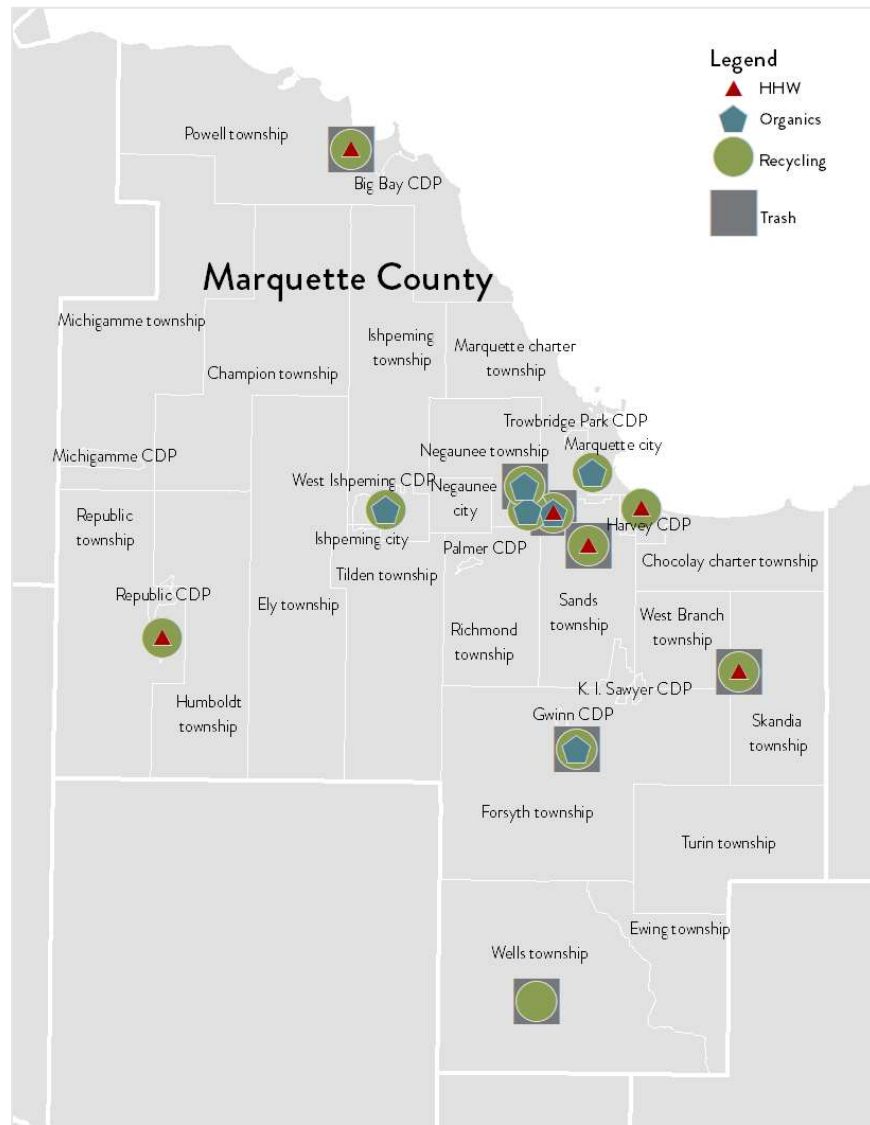 Legend
HHW
Organics
Recycling
Trash
Powell township
Big Bay CDP
Marquette County
Michigamme township
Ishpeming
township
Marquette charter
township
Champion township
Trowbridge Park CDP
Marquette city
Negaunee township
Michigamme CDP
West Ishpeming CDP
Negaunee
city
Republic
township
Harvey CDP
Ishpeming city
Palmer CDP
Chocolay charter township
Tilden township
Republic CDP
Ely township
Sands
township
West Branch
township
Richmond
township
K. I. Sawyer CDP
Humboldt
township
Gwinn CDP
Skandia
township
Forsyth township
Turin township
Ewing township
Wells township